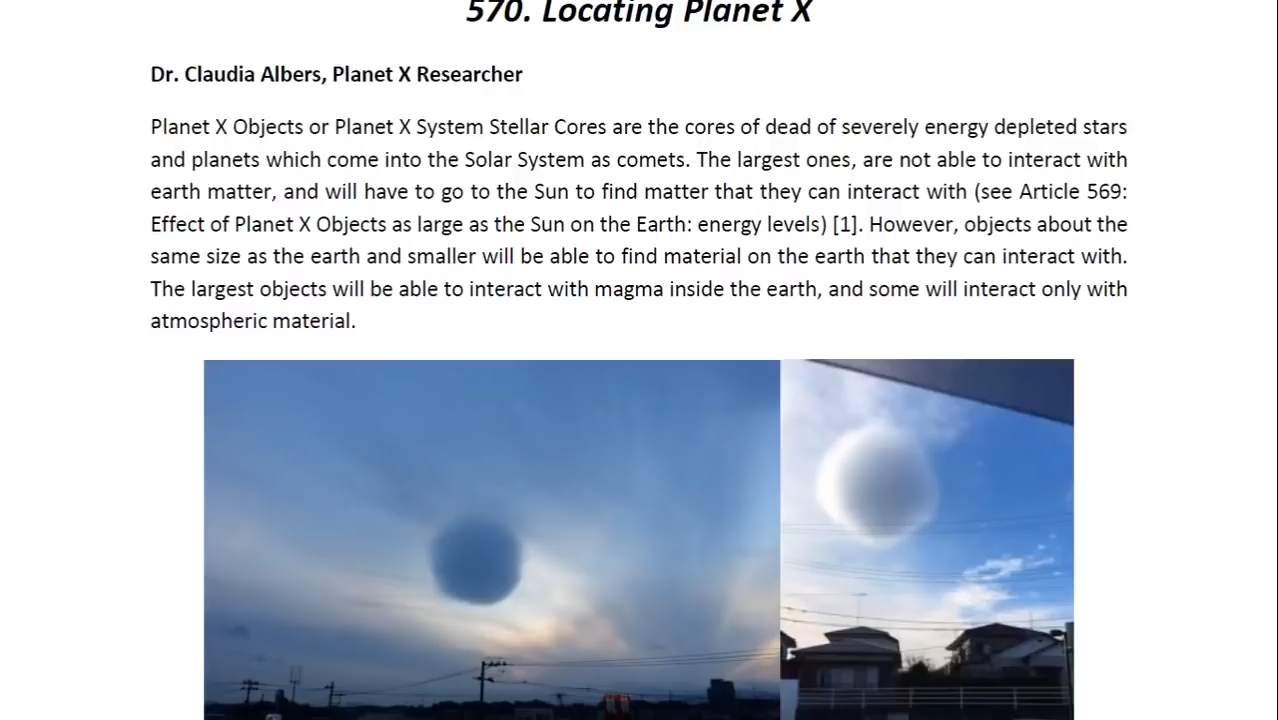 570. Locating Planet X
Dr. Claudia Albers, Planet X Researcher
Planet X Objects or Planet X System Stellar Cores are the cores of dead of severely energy depleted stars
and planets which come into the Solar System as comets. The largest ones, are not able to interact with
earth matter, and will have to go to the Sun to find matter that they can interact with (see Article 569:
Effect of Planet X Objects as large as the Sun on the Earth: energy levels) [1]. However, objects about the
same size as the earth and smaller will be able to find material on the earth that they can interact with.
The largest objects will be able to interact with magma inside the earth, and some will interact only with
atmospheric material.